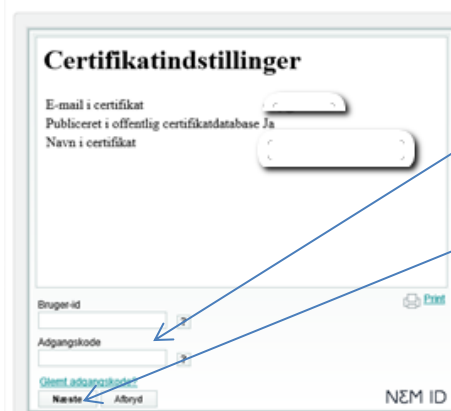 Certifikatindstillinger
E-mail i certifikat
Publiceret i offentlig certifikatdatabase Ja
Navn i certifikat
Print
Bruger-id
?
Adgangskode
?
Glemt adgangskode?
Næste Afbryd
NEM ID